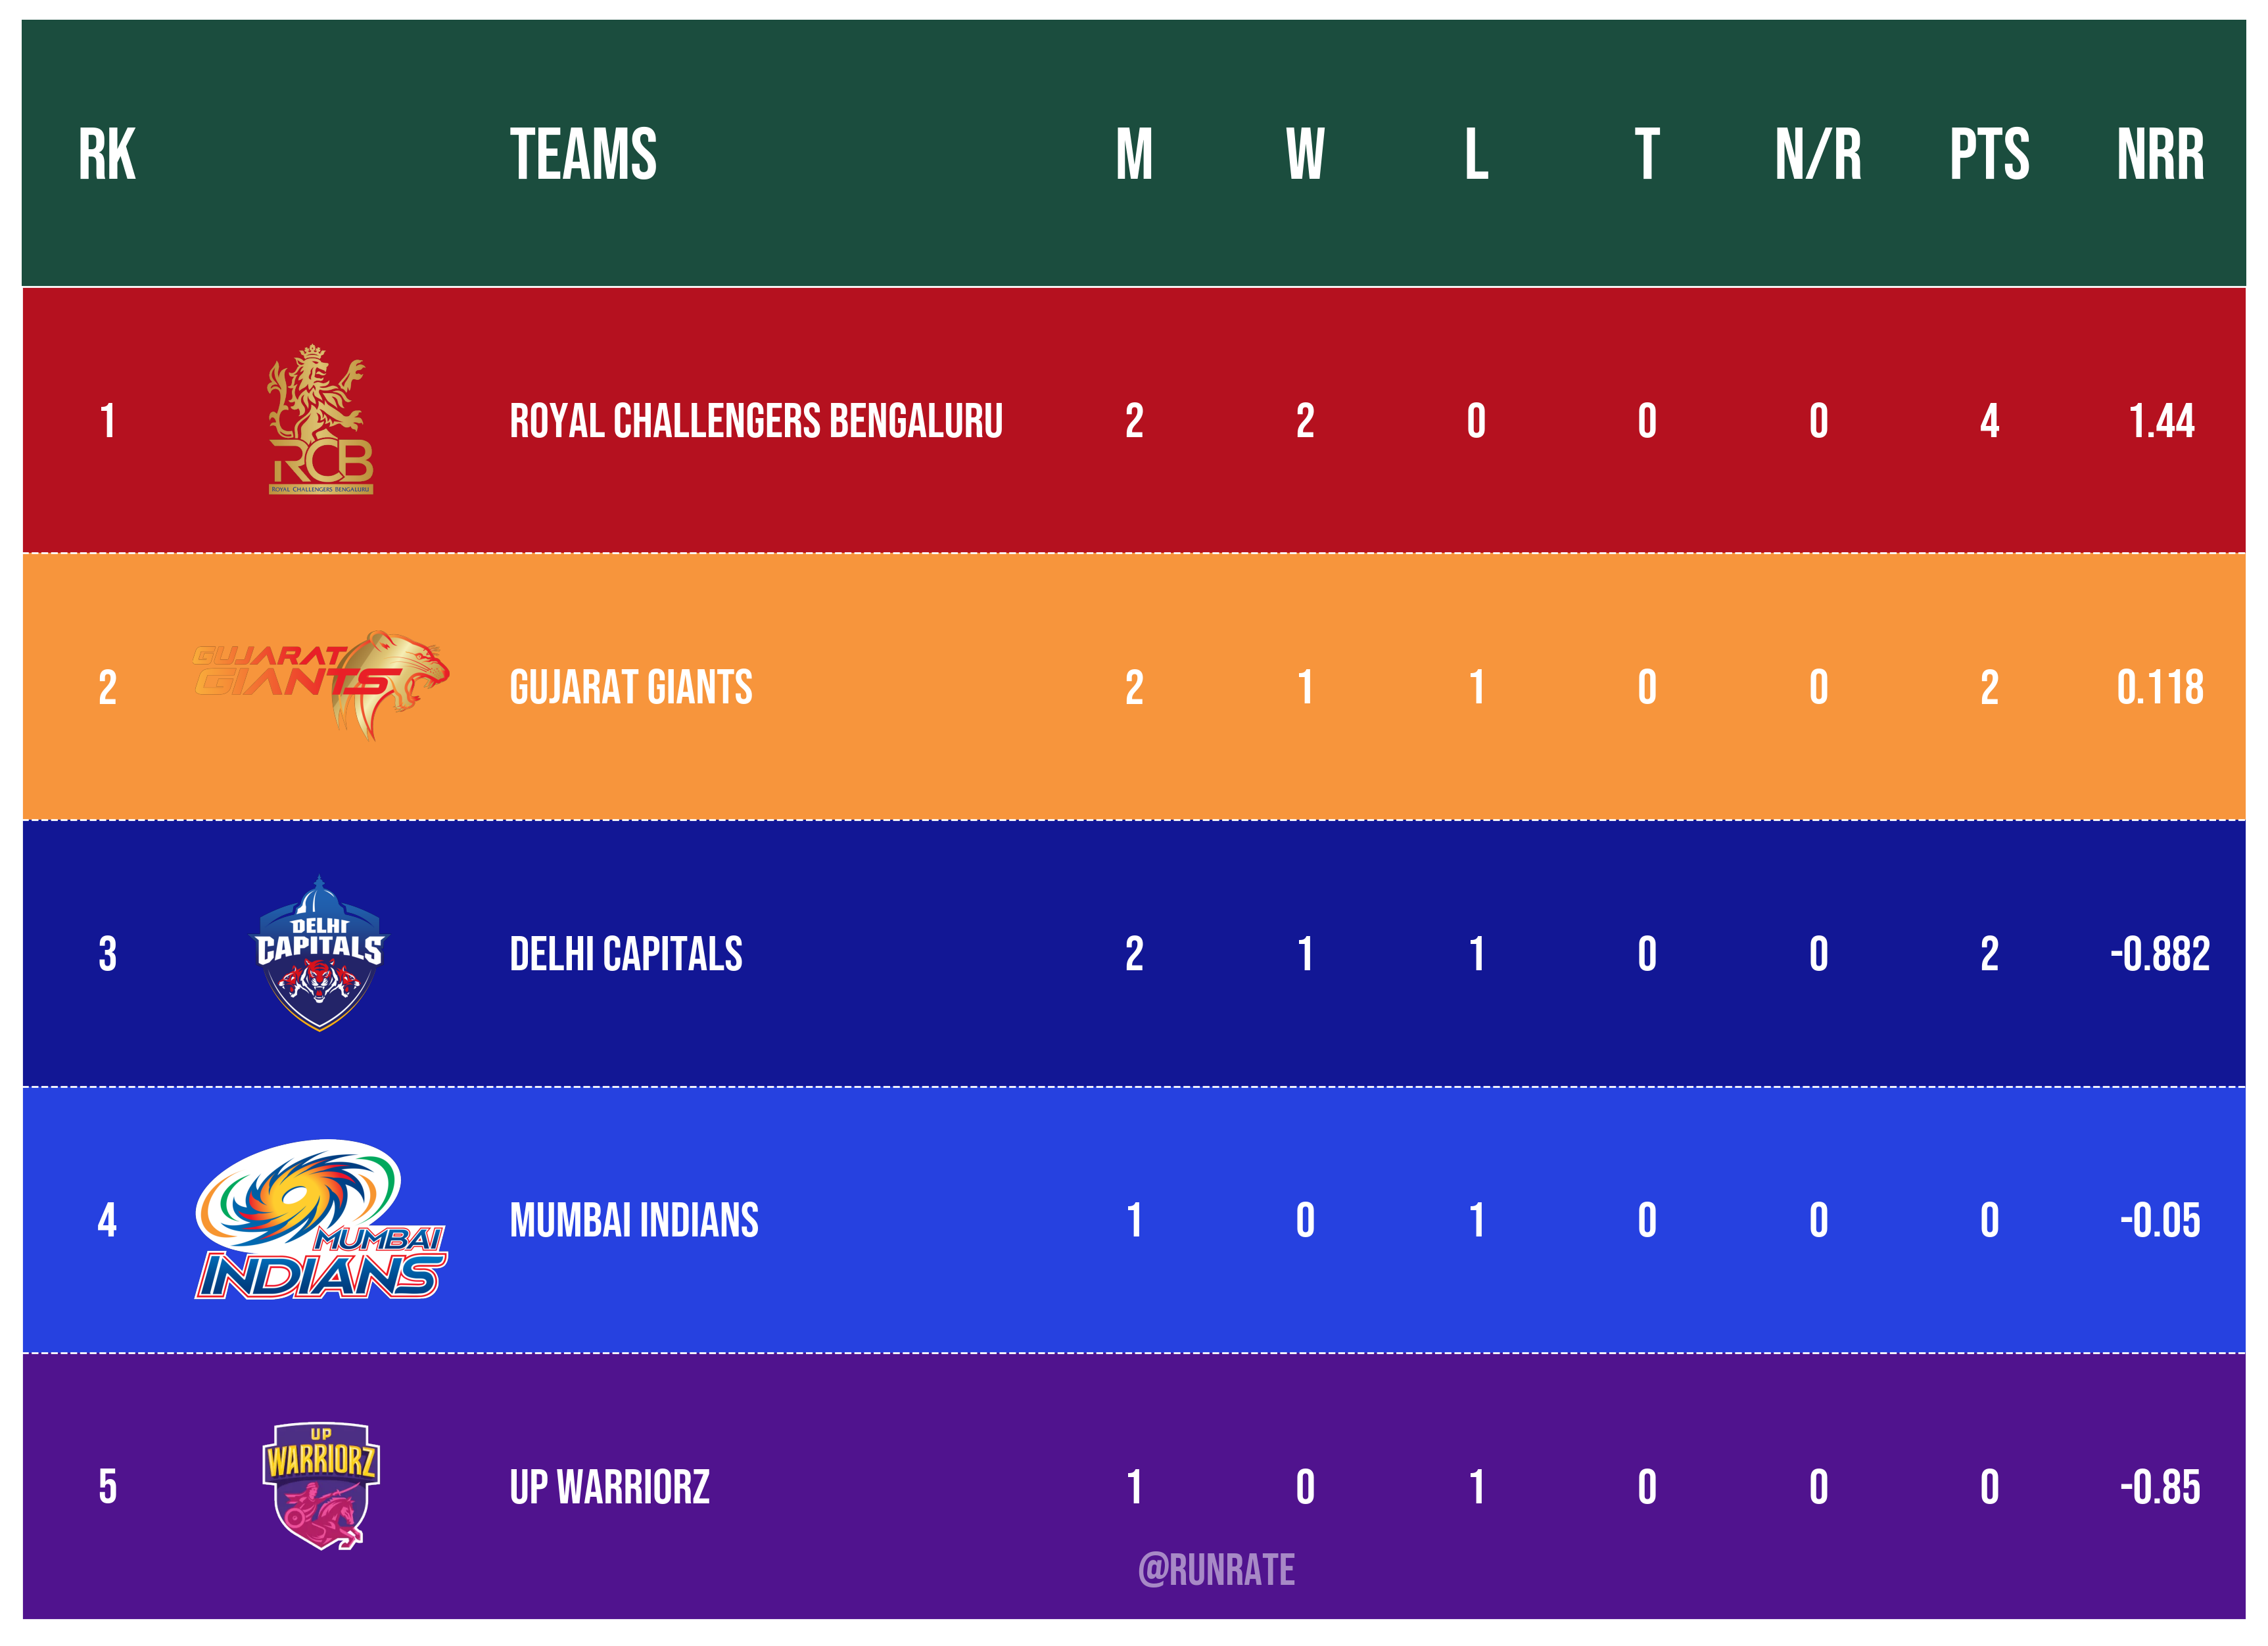 RK TEAMS M W L T N/R PTS NRR
RCB
ROYAL CHALLENGERS BENGALURU
1 ROYAL CHALLENGERS BENGALURU 2 2 0 0 0 4 1.44
GUJARAT
GIANTS
2 GUJARAT GIANTS 2 1 1 0 0 2 0.118
DELHI
CAPITALS
3 DELHI CAPITALS 2 1 1 0 0 2 -0.882
MUMBAI
INDIANS
4 MUMBAI INDIANS 1 0 1 0 0 0 -0.05
UP
WARRIORZ
5 UP WARRIORZ 1 0 1 0 0 0 -0.85
@RUNRATE